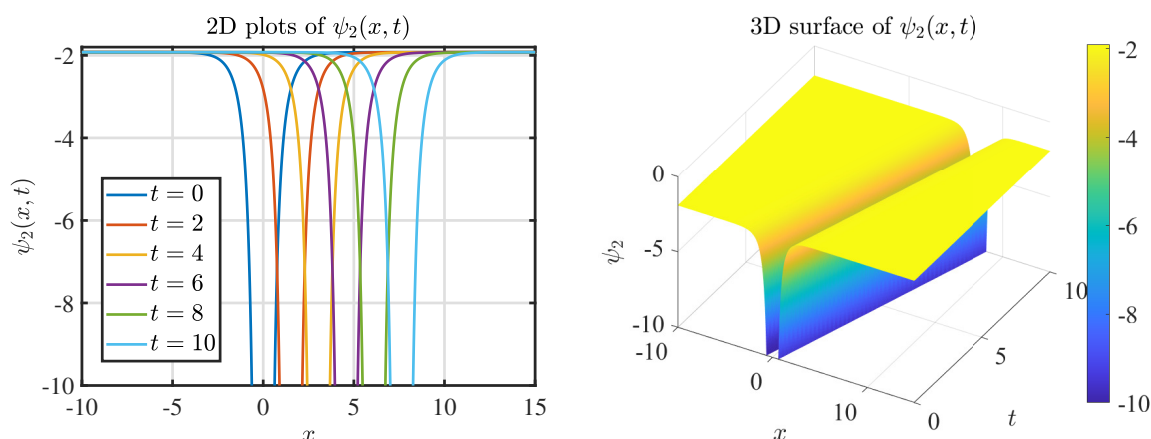 2D plots of ψ₂(x, t)
ψ₂(x, t)
-2
-4
-6
-8
-10
t = 0
t = 2
t = 4
t = 6
t = 8
t = 10
-10 -5 0 5 10 15
x
3D surface of ψ₂(x, t)
ψ₂
0
-5
-10
-10 0 10
x
0 5 10
t
-2
-4
-6
-8
-10